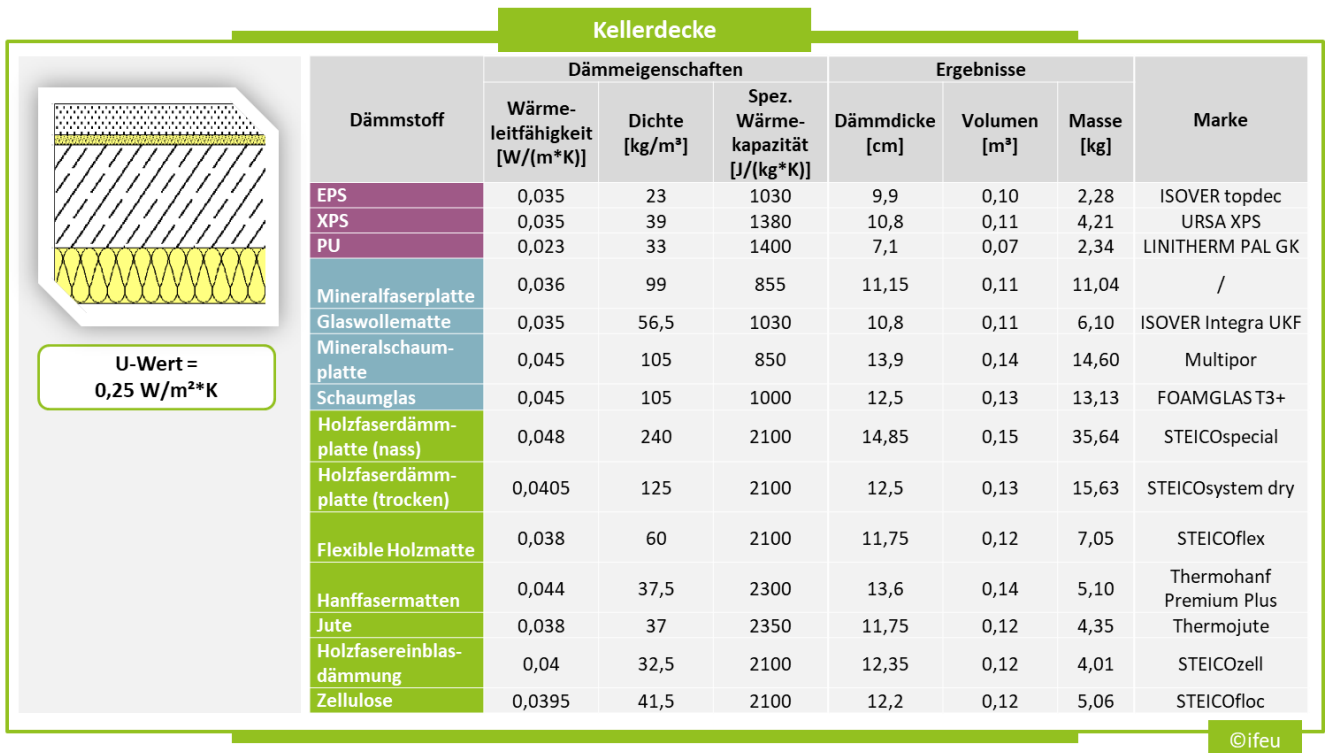 Kellerdecke
U-Wert =
0,25 W/m²*K
Dämmstoff
Dämmeigenschaften
Ergebnisse
Marke
Wärme-
leitfähigkeit
[W/(m*K)]
Dichte
[kg/m³]
Spez.
Wärme-
kapazität
[J/(kg*K)]
Dämmdicke
[cm]
Volumen
[m³]
Masse
[kg]
EPS 0,035 23 1030 9,9 0,10 2,28 ISOVER topdec
XPS 0,035 39 1380 10,8 0,11 4,21 URSA XPS
PU 0,023 33 1400 7,1 0,07 2,34 LINITHERM PAL GK
Mineralfaserplatte 0,036 99 855 11,15 0,11 11,04 /
Glaswollematte 0,035 56,5 1030 10,8 0,11 6,10 ISOVER Integra UKF
Mineralschaum-
platte 0,045 105 850 13,9 0,14 14,60 Multipor
Schaumglas 0,045 105 1000 12,5 0,13 13,13 FOAMGLAS T3+
Holzfaserdämm-
platte (nass) 0,048 240 2100 14,85 0,15 35,64 STEICOspecial
Holzfaserdämm-
platte (trocken) 0,0405 125 2100 12,5 0,13 15,63 STEICOsystem dry
Flexible Holzmatte 0,038 60 2100 11,75 0,12 7,05 STEICOflex
Hanffasermatten 0,044 37,5 2300 13,6 0,14 5,10 Thermohanf
Premium Plus
Jute 0,038 37 2350 11,75 0,12 4,35 Thermojute
Holzfasereinblas-
dämmung 0,04 32,5 2100 12,35 0,12 4,01 STEICOzell
Zellulose 0,0395 41,5 2100 12,2 0,12 5,06 STEICOfloc
©ifeu